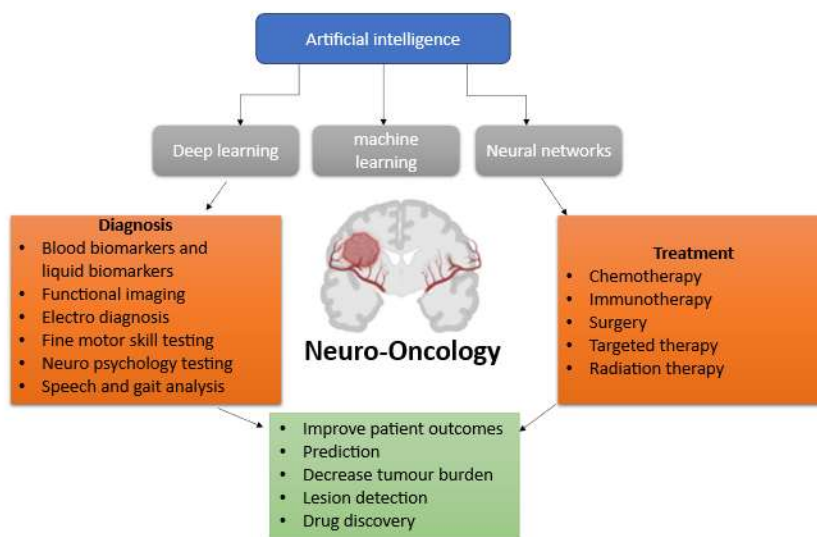 Artificial intelligence
Deep learning
machine
learning
Neural networks
Diagnosis
• Blood biomarkers and
liquid biomarkers
• Functional imaging
• Electro diagnosis
• Fine motor skill testing
• Neuro psychology testing
• Speech and gait analysis
Neuro-Oncology
Treatment
• Chemotherapy
• Immunotherapy
• Surgery
• Targeted therapy
• Radiation therapy
• Improve patient outcomes
• Prediction
• Decrease tumour burden
• Lesion detection
• Drug discovery